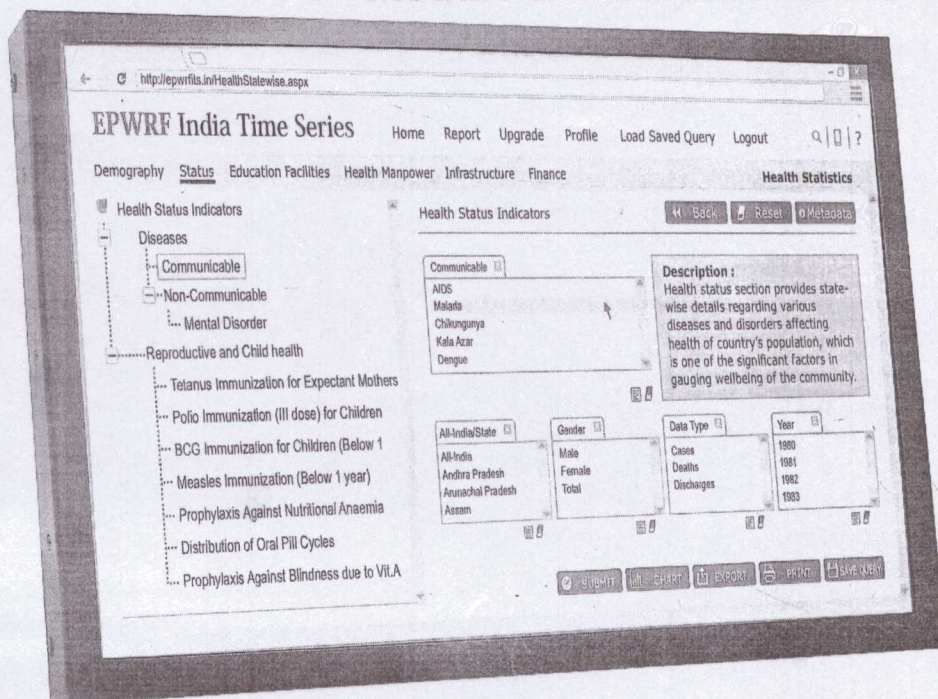 http://epwrfits.in/HealthStatewise.aspx
EPWRF India Time Series
Home Report Upgrade Profile Load Saved Query Logout
?
Demography Status Education Facilities Health Manpower Infrastructure Finance
Health Statistics
Health Status Indicators
Diseases
Communicable
Non-Communicable
Mental Disorder
Reproductive and Child health
Tetanus Immunization for Expectant Mothers
Polio Immunization (III dose) for Children
BCG Immunization for Children (Below 1
Measles Immunization (Below 1 year)
Prophylaxis Against Nutritional Anaemia
Distribution of Oral Pill Cycles
Prophylaxis Against Blindness due to Vit.A
Health Status Indicators
Back Reset Metadata
Communicable
AIDS
Malaria
Chikungunya
Kala Azar
Dengue
Description :
Health status section provides state-
wise details regarding various
diseases and disorders affecting
health of country's population, which
is one of the significant factors in
gauging wellbeing of the community.
All-India/State
All-India
Andhra Pradesh
Arunachal Pradesh
Assam
Gender
Male
Female
Total
Data Type
Cases
Deaths
Discharges
Year
1980
1981
1982
1983
SUBMIT CHART EXPORT PRINT SAVE QUERY